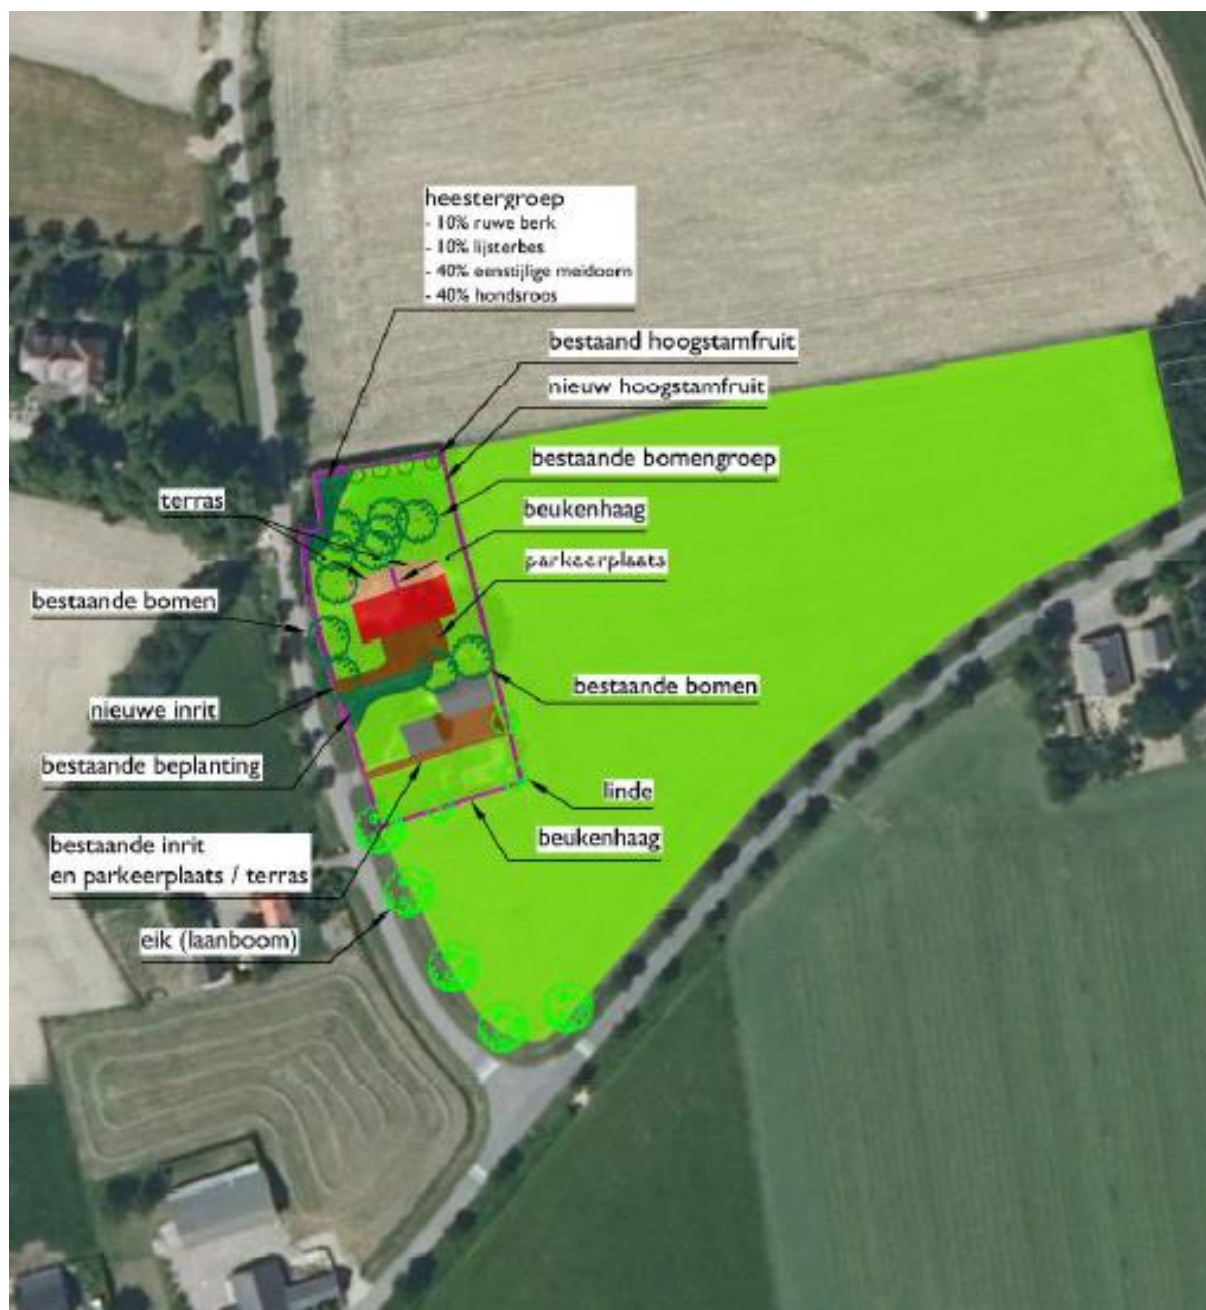 heestergroep
- 10% ruwe berk
- 10% lijsterbes
- 40% eenstijlige meidoorn
- 40% hondsroos
bestaand hoogstamfruit
nieuw hoogstamfruit
bestaande bomengroep
terras
beukenhaag
parkeerplaats
bestaande bomen
bestaande bomen
nieuwe inrit
bestaande beplanting
linde
beukenhaag
bestaande inrit
en parkeerplaats / terras
eik (laanboom)